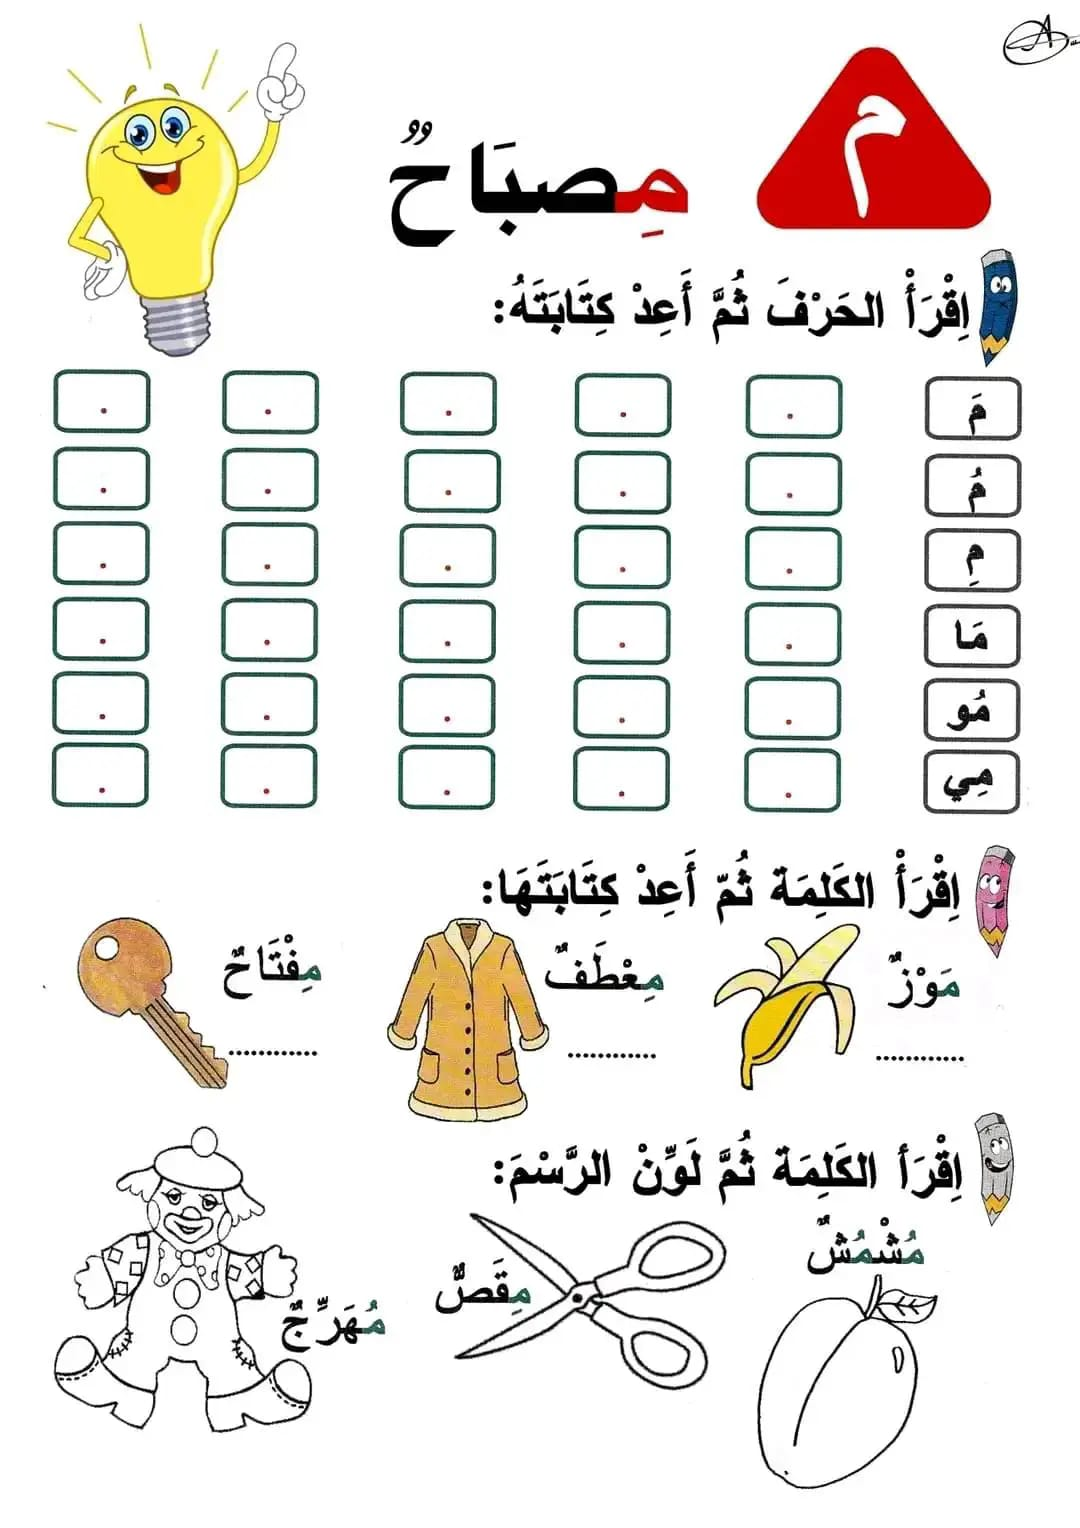 م
مِصبَاحٌ
اِقْرَأْ الحَرْفَ ثُمَّ أَعِدْ كِتَابَتَهُ:
مَ
مُ
مِ
مَا
مُو
مِي
اِقْرَأْ الكَلِمَة ثُمّ أَعِدْ كِتَابَتَهَا:
مَوْزٌ
مِعْطَفٌ
مِفْتَاحٌ
اِقْرَأ الكَلِمَة ثُمَّ لَوِّنْ الرَّسْمَ:
مُشْمُشٌ
مِقَصٌّ
مُهَرِّجٌ